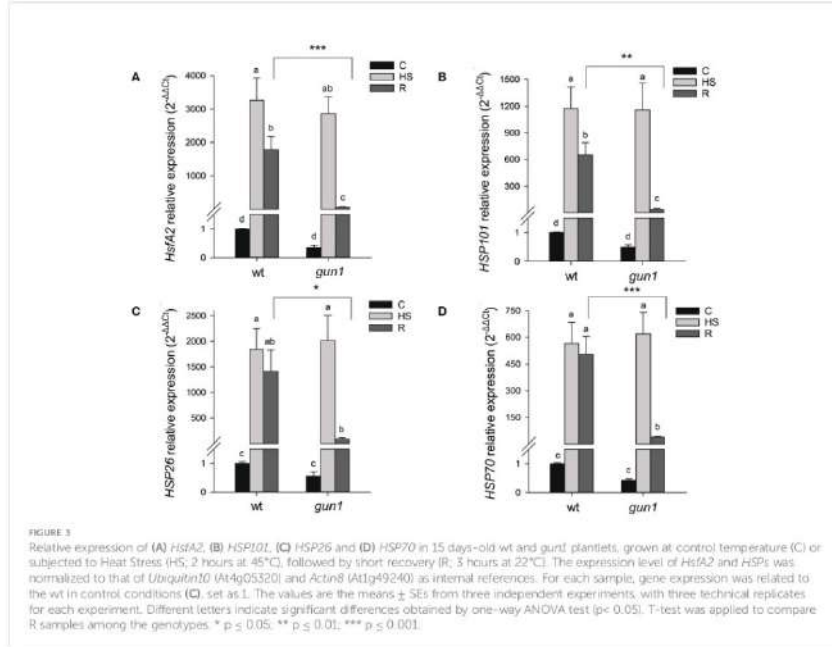 ***
A
C
HS
R
HsfA2 relative expression (2-ΔΔCt)
4000
3000
2000
1000
1
0
a
b
d
ab
c
d
wt
gun1
**
B
C
HS
R
HSP101 relative expression (2-ΔΔCt)
1500
1200
900
600
300
1
0
a
b
d
a
c
d
wt
gun1
*
C
C
HS
R
HSP26 relative expression (2-ΔΔCt)
2500
2000
1500
1000
500
1
0
a
ab
c
a
b
c
wt
gun1
***
D
C
HS
R
HSP70 relative expression (2-ΔΔCt)
750
600
450
300
150
1
0
a
a
c
a
b
c
wt
gun1
FIGURE 3
Relative expression of (A) HsfA2, (B) HSP101, (C) HSP26 and (D) HSP70 in 15 days-old wt and gun1 plantlets, grown at control temperature (C) or
subjected to Heat Stress (HS; 2 hours at 45°C), followed by short recovery (R; 3 hours at 22°C). The expression level of HsfA2 and HSPs was
normalized to that of Ubiquitin10 (At4g05320) and Actin8 (At1g49240) as internal references. For each sample, gene expression was related to
the wt in control conditions (C), set as 1. The values are the means ± SEs from three independent experiments, with three technical replicates
for each experiment. Different letters indicate significant differences obtained by one-way ANOVA test (p< 0.05). T-test was applied to compare
R samples among the genotypes. * p ≤ 0.05; ** p ≤ 0.01; *** p ≤ 0.001.